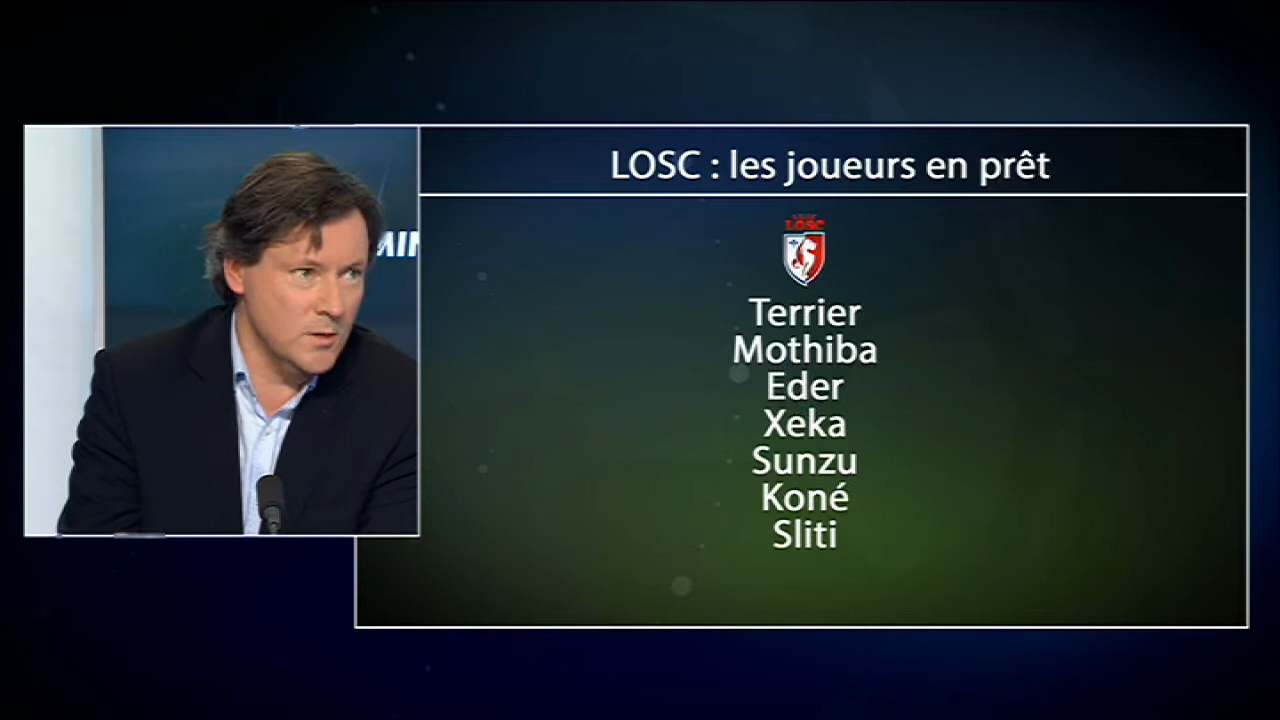 LOSC : les joueurs en prêt
LOSC
Terrier
Mothiba
Eder
Xeka
Sunzu
Koné
Sliti